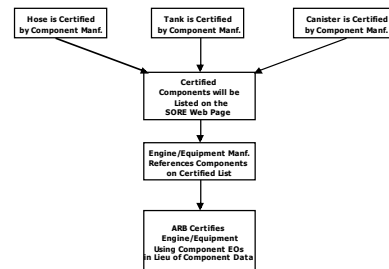 Hose is Certified
by Component Manf.
Tank is Certified
by Component Manf.
Canister is Certified
by Component Manf.
Certified
Components will be
Listed on the
SORE Web Page
Engine/Equipment Manf.
References Components
on Certified List
ARB Certifies
Engine/Equipment
Using Component EOs
in Lieu of Component Data